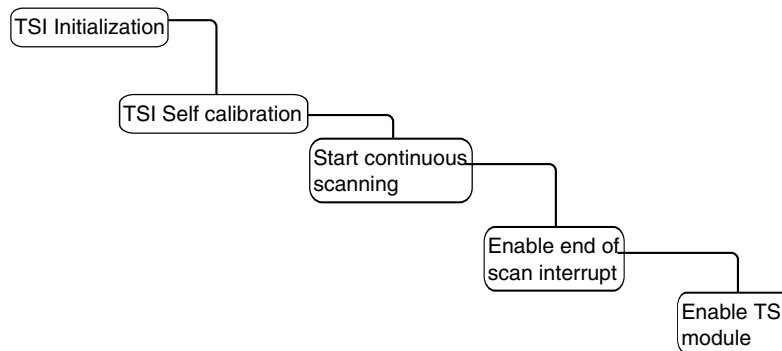 TSI Initialization
TSI Self calibration
Start continuous
scanning
Enable end of
scan interrupt
Enable TS
module